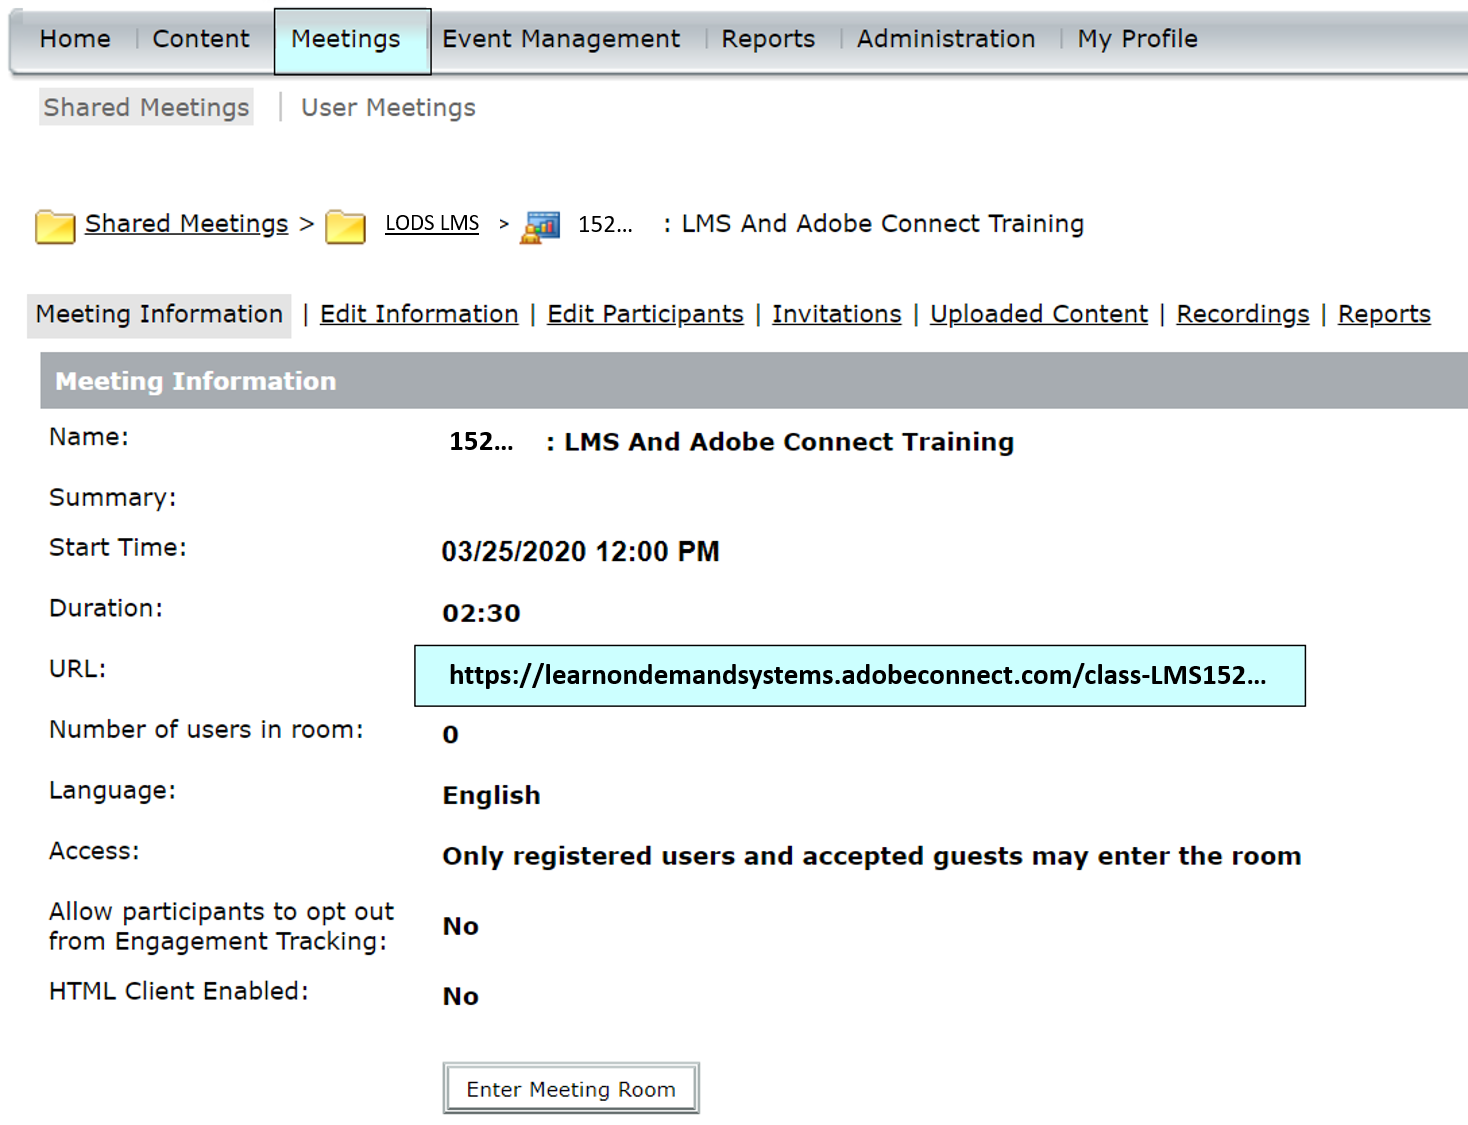 Home | Content | Meetings | Event Management | Reports | Administration | My Profile
Shared Meetings | User Meetings
Shared Meetings > LODS LMS > 152... : LMS And Adobe Connect Training
Meeting Information | Edit Information | Edit Participants | Invitations | Uploaded Content | Recordings | Reports
Meeting Information
Name: 152... : LMS And Adobe Connect Training
Summary:
Start Time: 03/25/2020 12:00 PM
Duration: 02:30
URL: https://learnondemandsystems.adobeconnect.com/class-LMS152...
Number of users in room: 0
Language: English
Access: Only registered users and accepted guests may enter the room
Allow participants to opt out
from Engagement Tracking: No
HTML Client Enabled: No
Enter Meeting Room